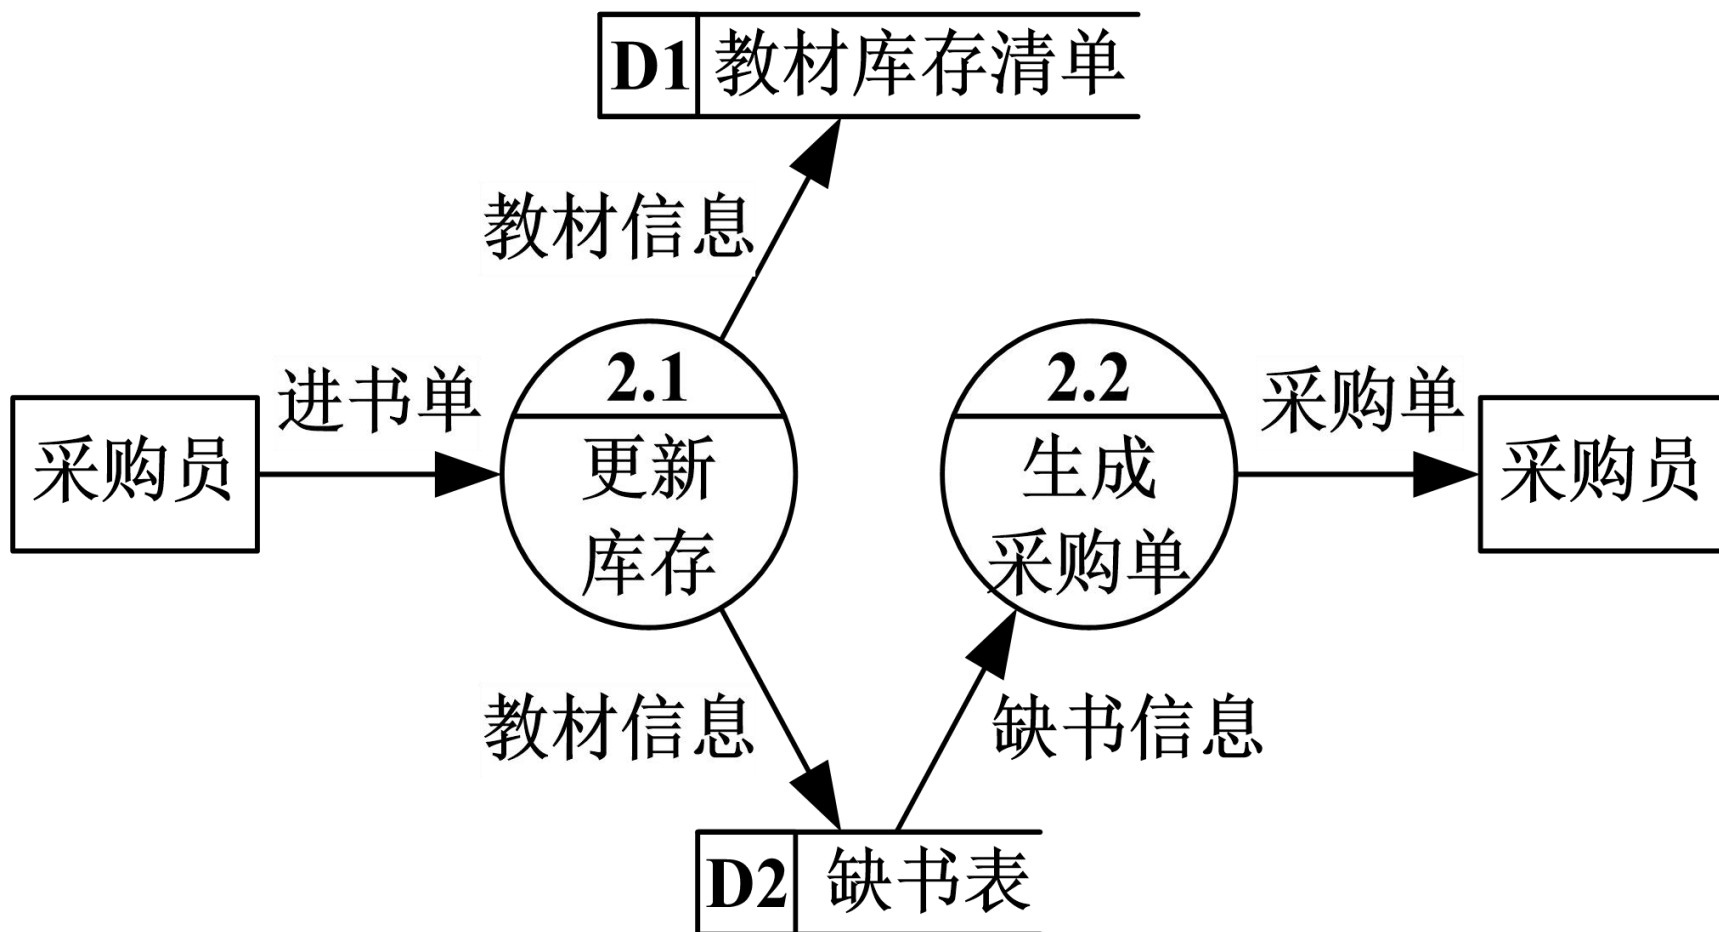 D1 教材库存清单
教材信息
采购员
进书单
2.1
更新
库存
2.2
生成
采购单
采购单
采购员
教材信息
缺书信息
D2 缺书表